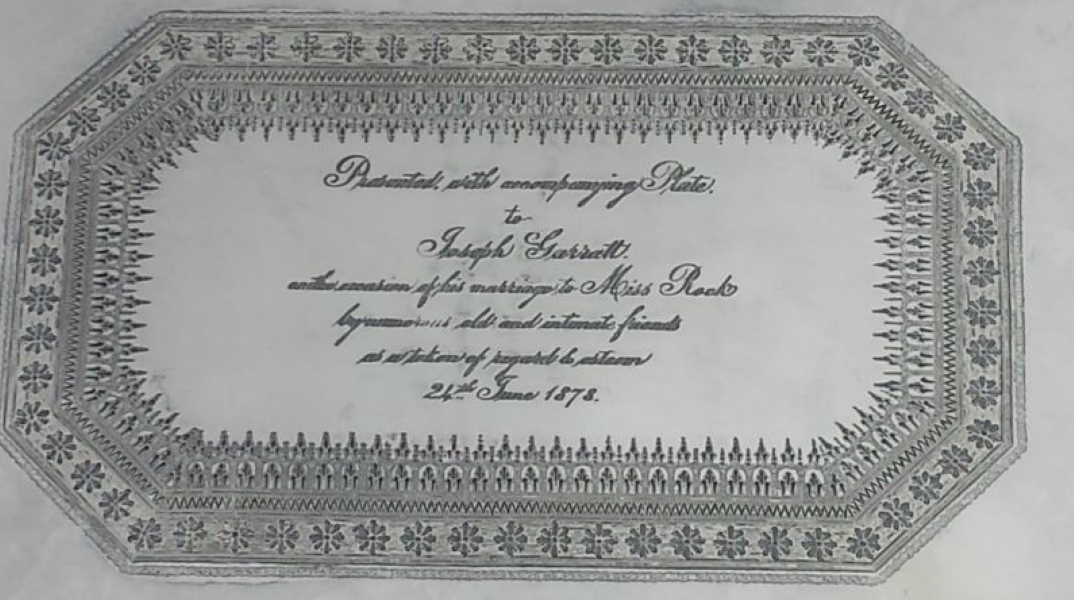 Presented, with accompanying Plate.
to
Joseph Garratt.
on the occasion of his marriage to Miss Rock
by numerous old and intimate friends
as a token of regard & esteem
24th June 1878.